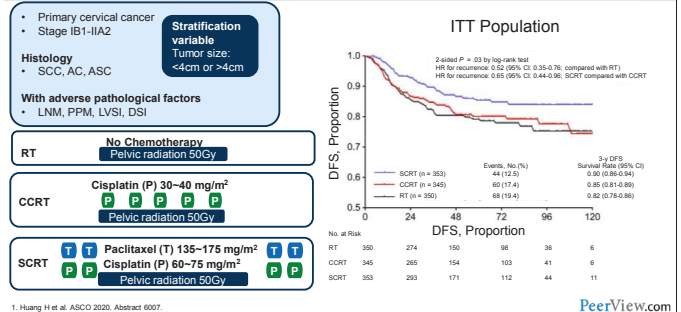 • Primary cervical cancer
• Stage IB1-IIA2
Histology
• SCC, AC, ASC
With adverse pathological factors
• LNM, PPM, LVSI, DSI
Stratification
variable
Tumor size:
<4cm or >4cm
RT
No Chemotherapy
Pelvic radiation 50Gy
CCRT
Cisplatin (P) 30~40 mg/m²
P P P P P
Pelvic radiation 50Gy
SCRT
T T Paclitaxel (T) 135~175 mg/m² T T
P P Cisplatin (P) 60~75 mg/m² P P
Pelvic radiation 50Gy
1. Huang H et al. ASCO 2020. Abstract 6007.
ITT Population
2-sided P = .03 by log-rank test
HR for recurrence: 0.52 (95% CI: 0.35-0.76; compared with RT)
HR for recurrence: 0.65 (95% CI: 0.44-0.96; SCRT compared with CCRT
DFS, Proportion
1.0
0.9
0.8
0.7
0.6
0.5
Events, No.(%) 3-y DFS Survival Rate (95% CI)
SCRT (n = 353) 44 (12.5) 0.90 (0.86-0.94)
CCRT (n = 345) 60 (17.4) 0.85 (0.81-0.89)
RT (n = 350) 68 (19.4) 0.82 (0.78-0.86)
0 24 48 72 96 120
DFS, Proportion
No. at Risk
RT 350 274 150 98 36 6
CCRT 345 265 154 103 41 6
SCRT 353 293 171 112 44 11
PeerView.com